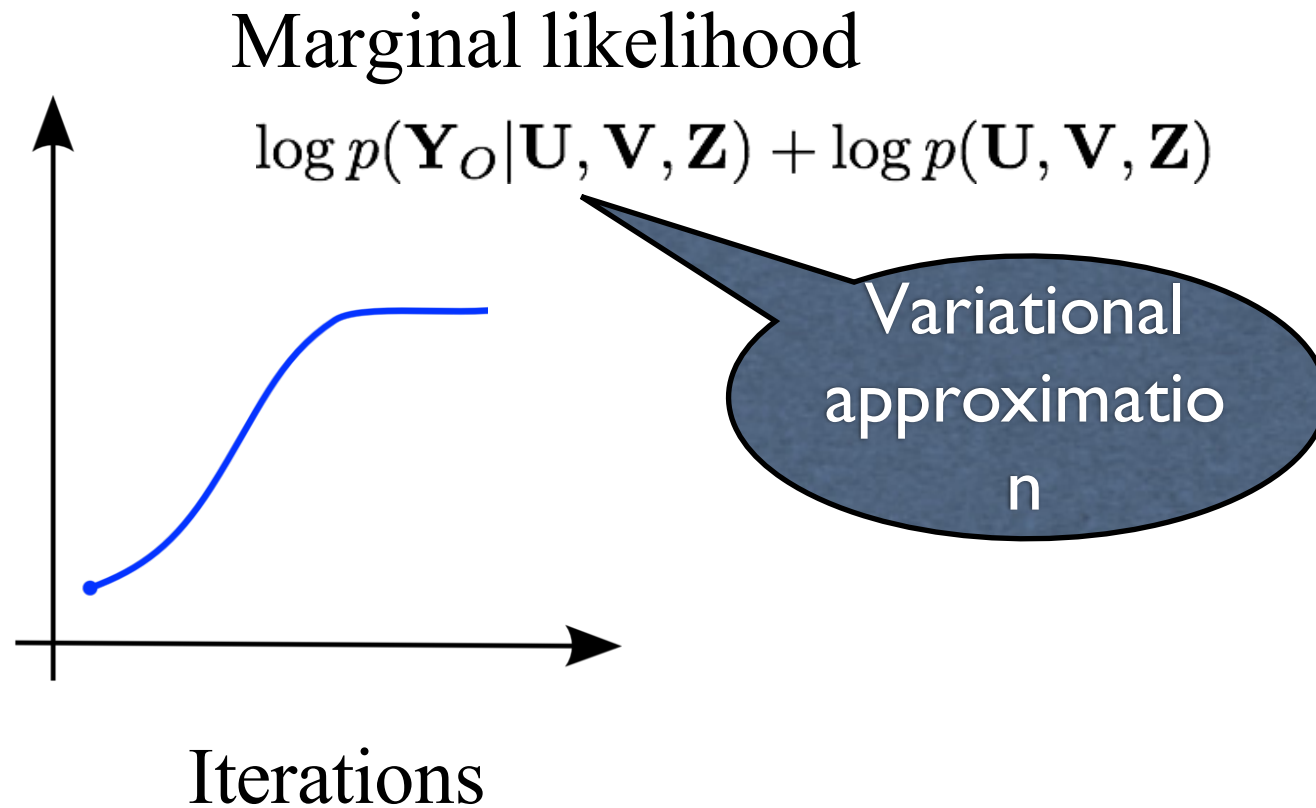 Marginal likelihood
log p(Y_O|U, V, Z) + log p(U, V, Z)
Variational
approximatio
n
Iterations